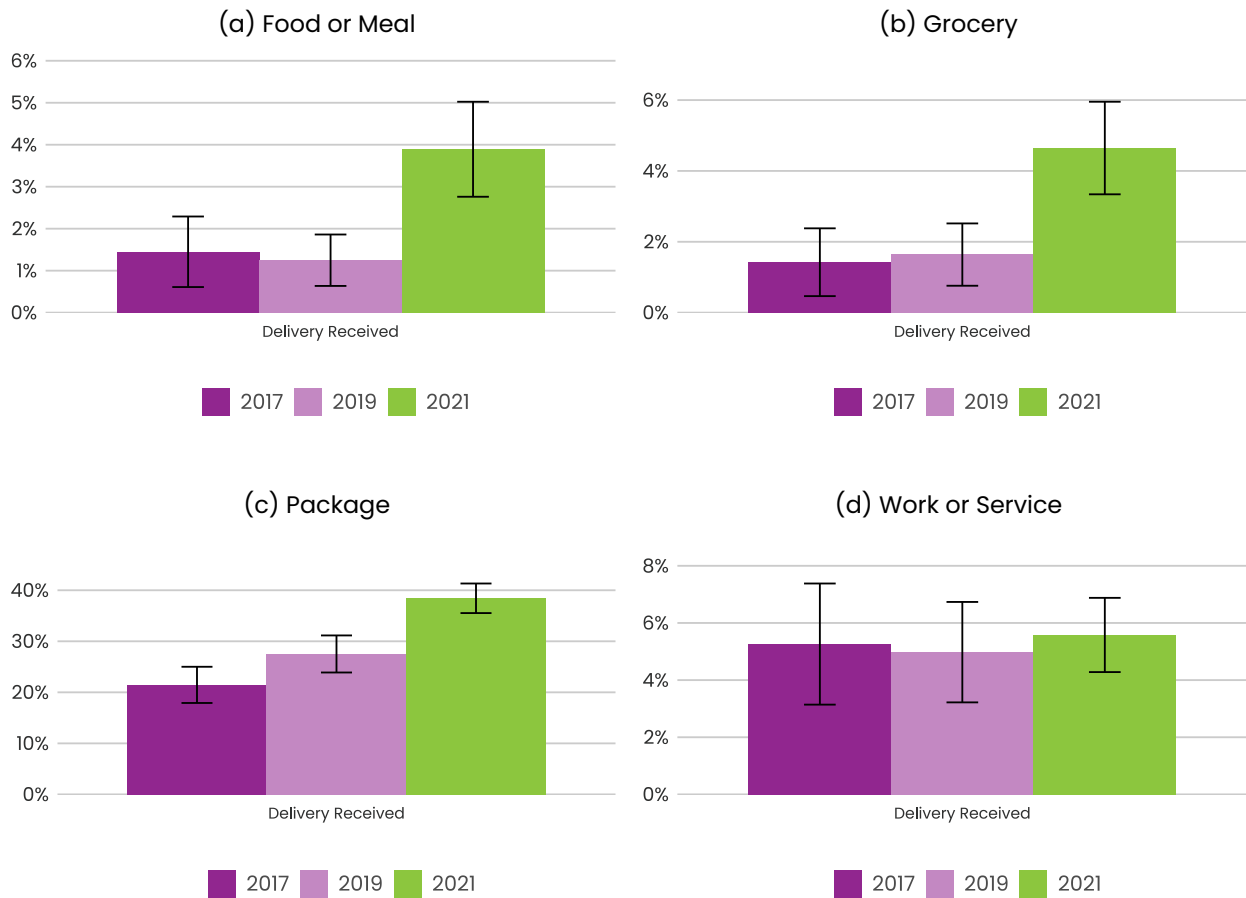 (a) Food or Meal
6%
5%
4%
3%
2%
1%
0%
Delivery Received
2017 2019 2021
(b) Grocery
6%
4%
2%
0%
Delivery Received
2017 2019 2021
(c) Package
40%
30%
20%
10%
0%
Delivery Received
2017 2019 2021
(d) Work or Service
8%
6%
4%
2%
0%
Delivery Received
2017 2019 2021